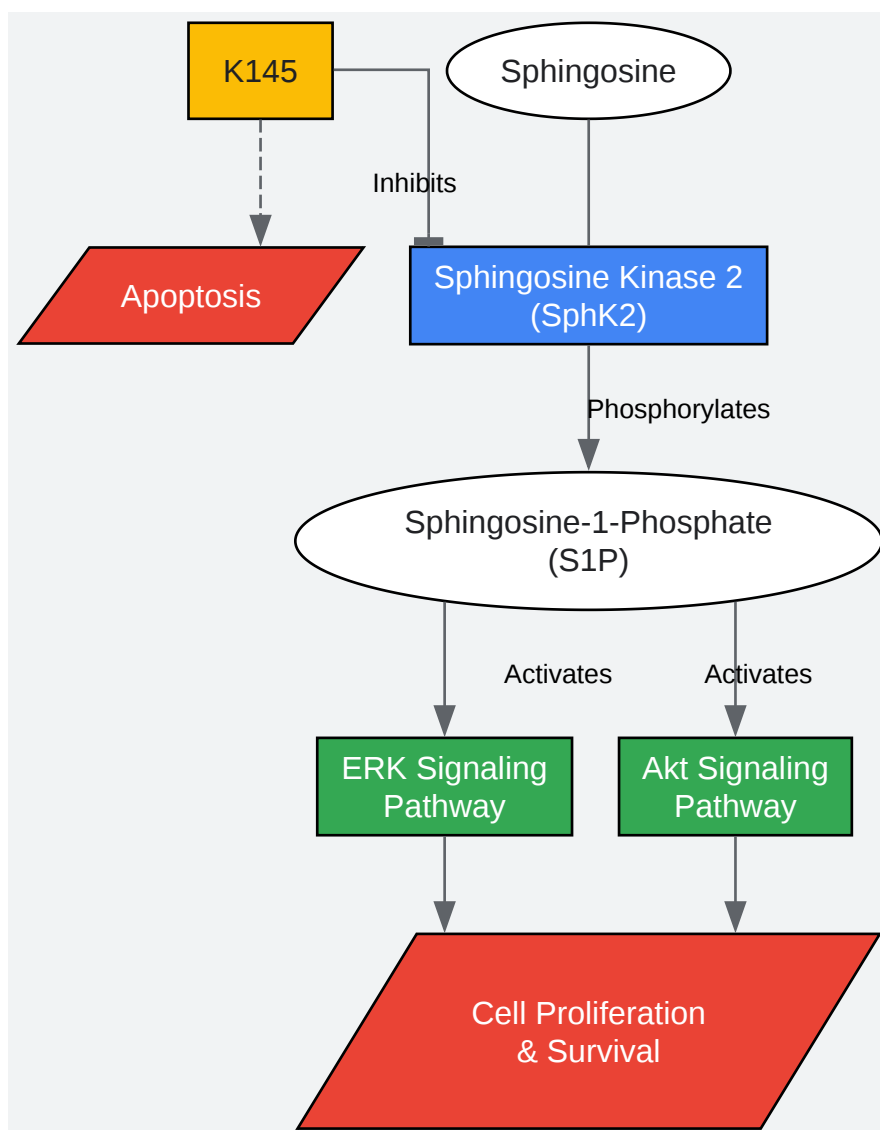 K145
Sphingosine
Inhibits
Sphingosine Kinase 2
(SphK2)
Apoptosis
Phosphorylates
Sphingosine-1-Phosphate
(S1P)
Activates
Activates
ERK Signaling
Pathway
Akt Signaling
Pathway
Cell Proliferation
& Survival